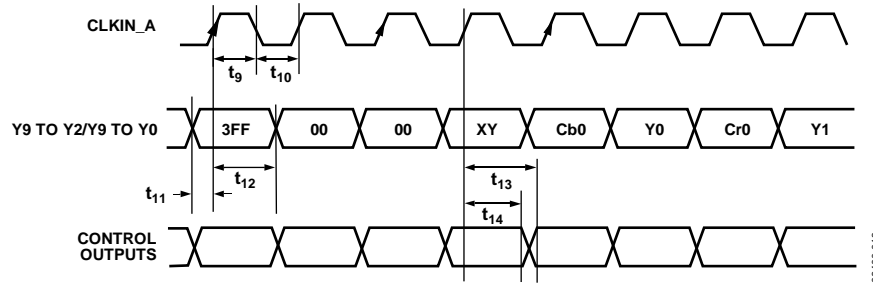 CLKIN_A
t9 t10
Y9 TO Y2/Y9 TO Y0 3FF 00 00 XY Cb0 Y0 Cr0 Y1
t12 t13
t11 t14
CONTROL
OUTPUTS